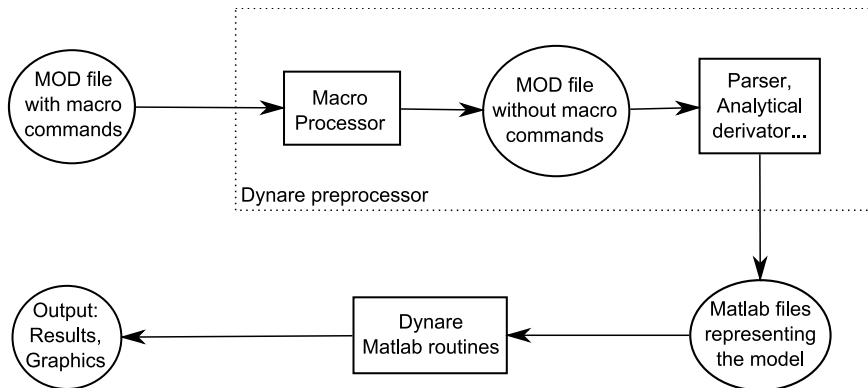 MOD file
with macro
commands
Macro
Processor
MOD file
without macro
commands
Parser,
Analytical
derivator...
Dynare preprocessor
Output:
Results,
Graphics
Dynare
Matlab routines
Matlab files
representing
the model